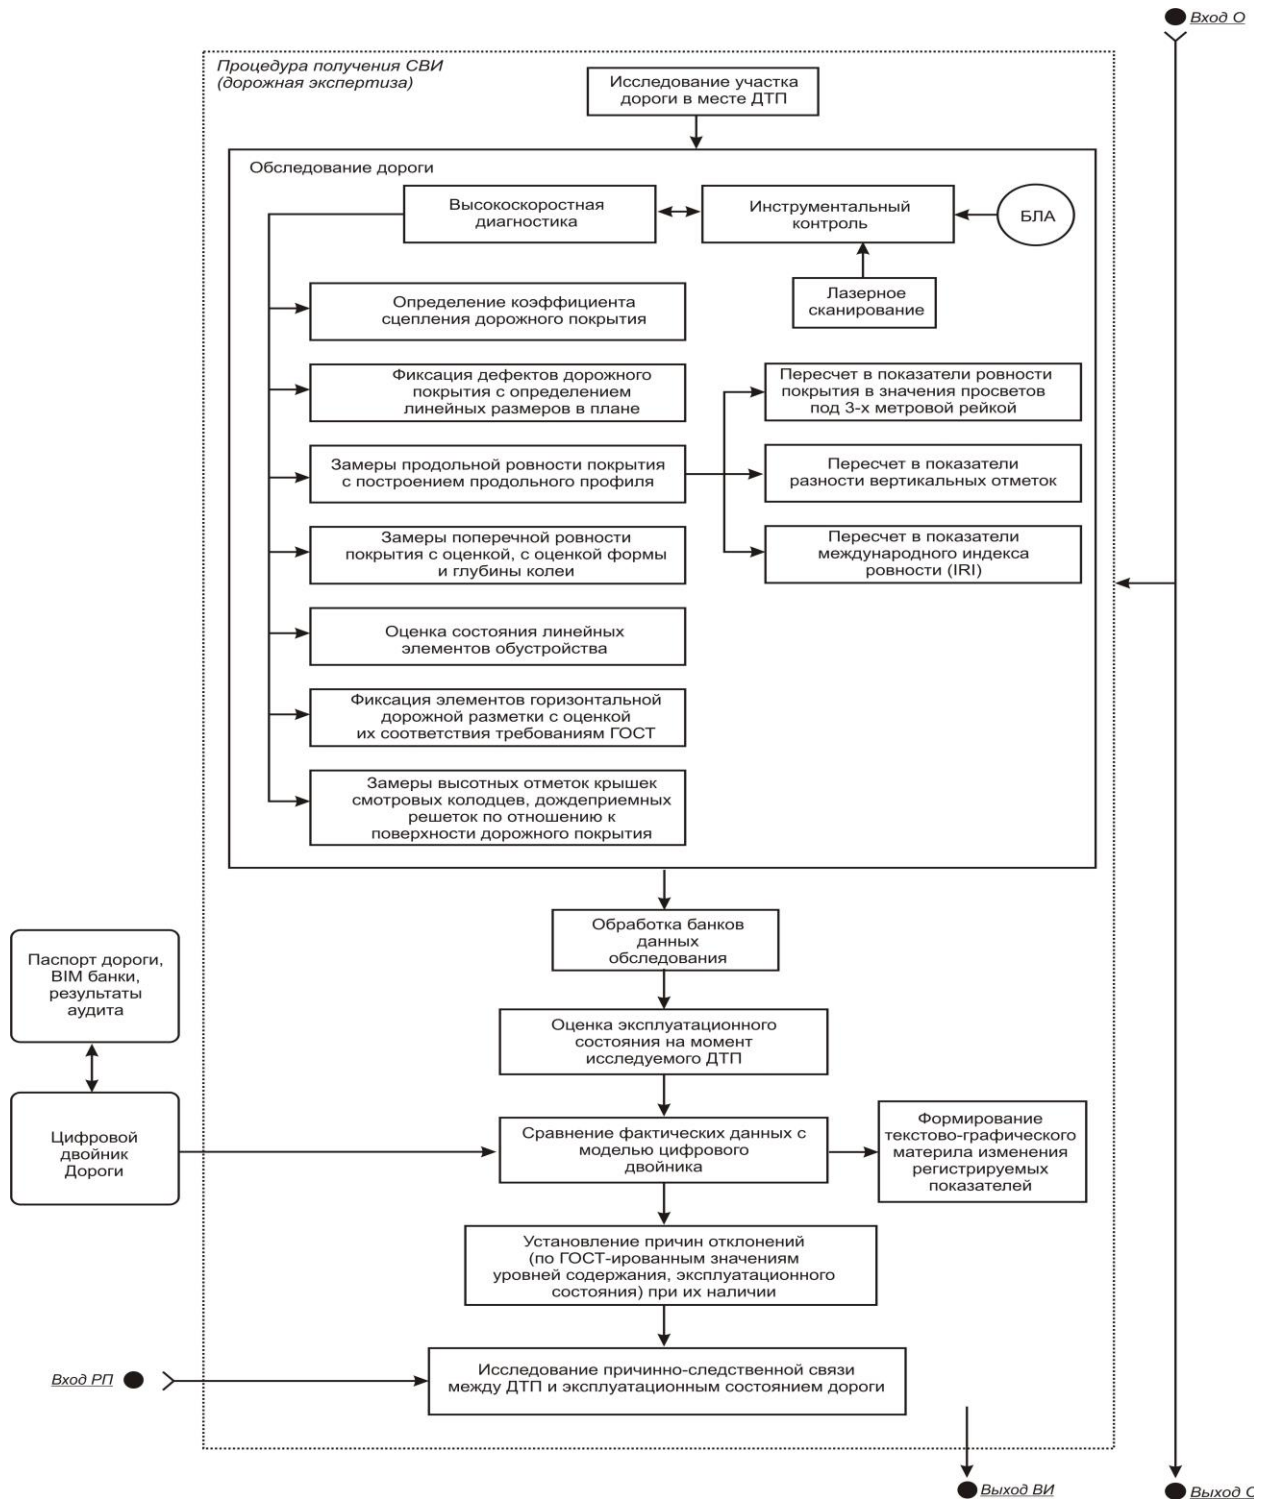 Вход О
Процедура получения СВИ
(дорожная экспертиза)
Исследование участка
дороги в месте ДТП
Обследование дороги
Высокоскоростная
диагностика
Инструментальный
контроль
БЛА
Лазерное
сканирование
Определение коэффициента
сцепления дорожного покрытия
Фиксация дефектов дорожного
покрытия с определением
линейных размеров в плане
Пересчет в показатели ровности
покрытия в значения просветов
под 3-х метровой рейкой
Замеры продольной ровности покрытия
с построением продольного профиля
Пересчет в показатели
разности вертикальных отметок
Замеры поперечной ровности
покрытия с оценкой, с оценкой формы
и глубины колеи
Пересчет в показатели
международного индекса
ровности (IRI)
Оценка состояния линейных
элементов обустройства
Фиксация элементов горизонтальной
дорожной разметки с оценкой
их соответствия требованиям ГОСТ
Замеры высотных отметок крышек
смотровых колодцев, дождеприемных
решеток по отношению к
поверхности дорожного покрытия
Обработка банков
данных
обследования
Паспорт дороги,
BIM банки,
результаты
аудита
Оценка эксплуатационного
состояния на момент
исследуемого ДТП
Цифровой
двойник
Дороги
Сравнение фактических данных с
моделью цифрового
двойника
Формирование
текстово-графического
материла изменения
регистрируемых
показателей
Установление причин отклонений
(по ГОСТ-ированным значениям
уровней содержания, эксплуатационного
состояния) при их наличии
Вход РП
Исследование причинно-следственной связи
между ДТП и эксплуатационным состоянием дороги
Выход ВИ
Выход О